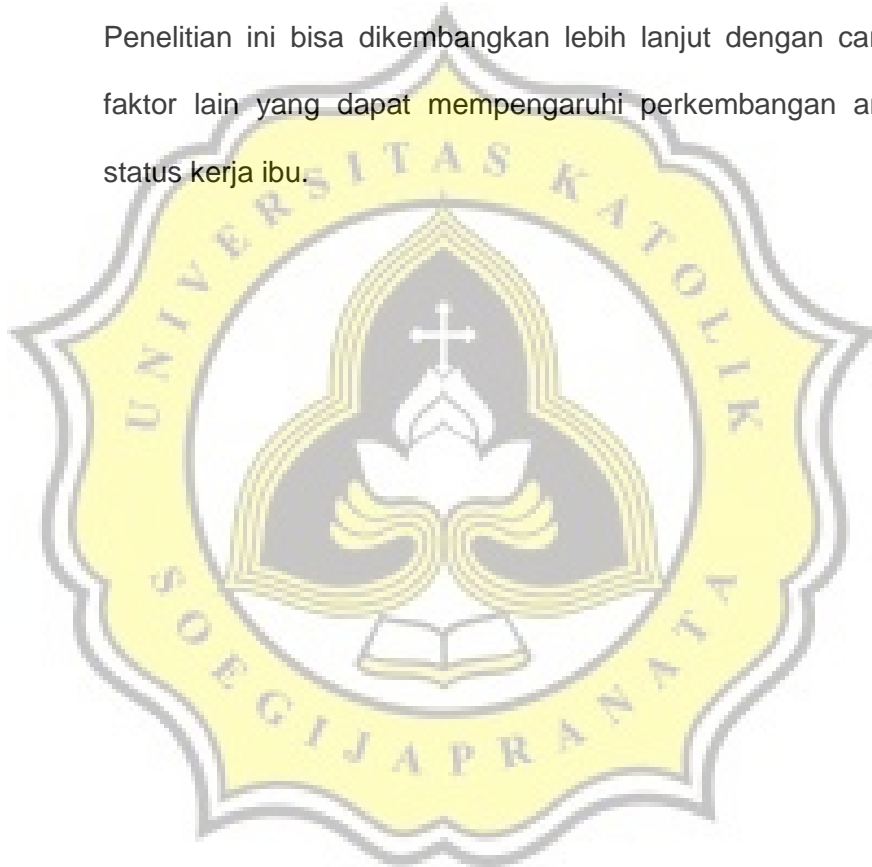 Penelitian ini bisa dikembangkan lebih lanjut dengan
faktor lain yang dapat mempengaruhi perkembangan
status kerja ibu.
UNIVERSITAS KATOLIK
SOEGIJAPRANATA